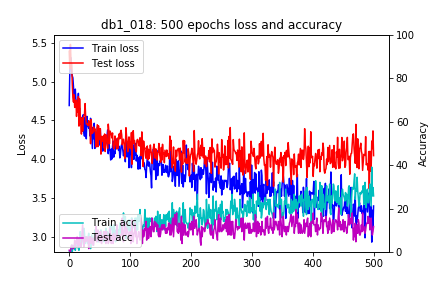 db1_018: 500 epochs loss and accuracy
Train loss
Test loss
Train acc
Test acc
Loss
5.5
5.0
4.5
4.0
3.5
3.0
0
100
200
300
400
500
100
80
60
40
20
0
Accuracy